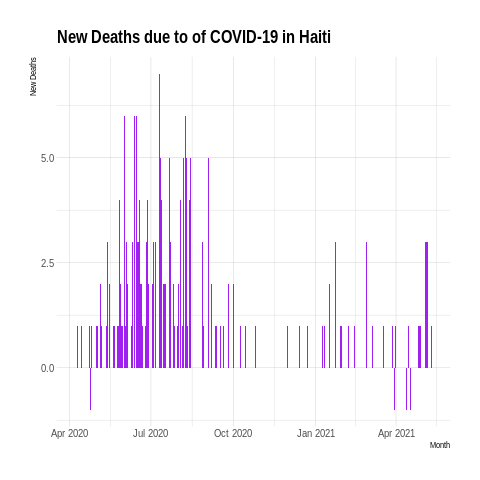 New Deaths due to of COVID-19 in Haiti
New Deaths
5.0
2.5
0.0
Apr 2020 Jul 2020 Oct 2020 Jan 2021 Apr 2021
Month